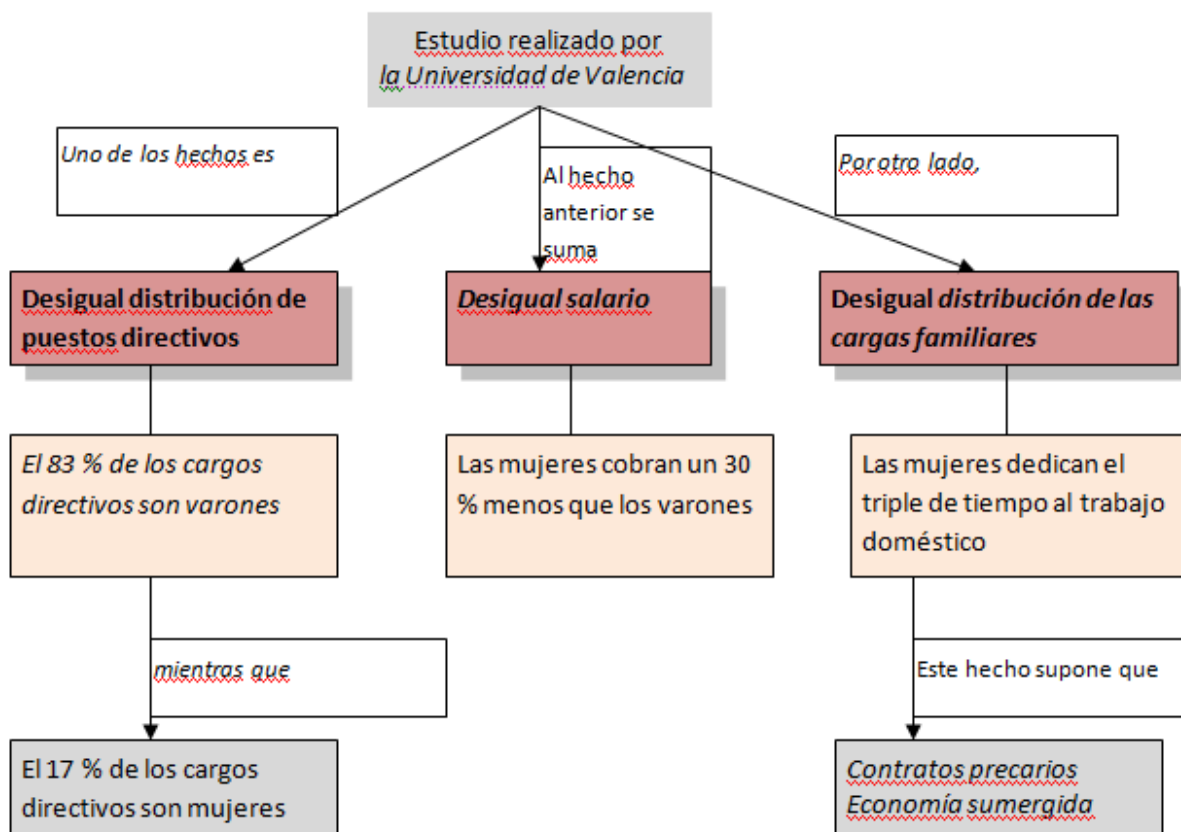 Estudio realizado por
la Universidad de Valencia
Uno de los hechos es
Al hecho
anterior se
suma
Por otro lado,
Desigual distribución de
puestos directivos
Desigual salario
Desigual distribución de las
cargas familiares
El 83 % de los cargos
directivos son varones
Las mujeres cobran un 30
% menos que los varones
Las mujeres dedican el
triple de tiempo al trabajo
doméstico
mientras que
Este hecho supone que
El 17 % de los cargos
directivos son mujeres
Contratos precarios
Economía sumergida